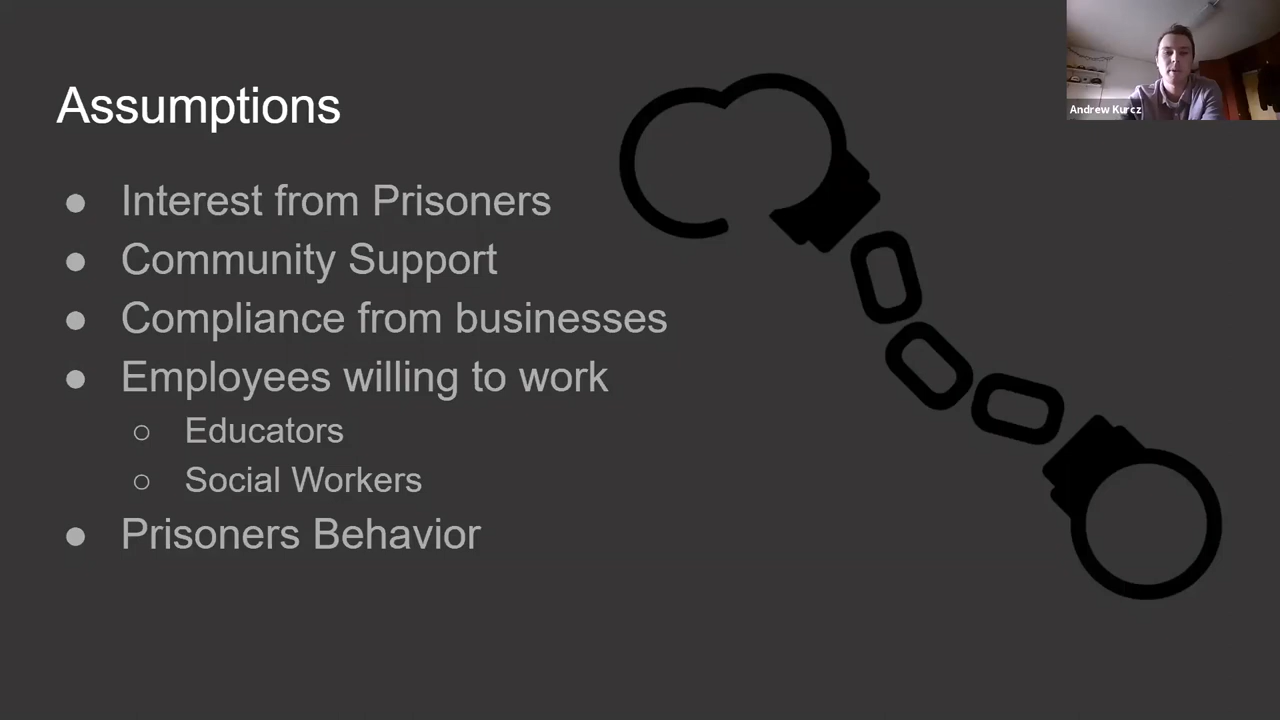 Assumptions
● Interest from Prisoners
● Community Support
● Compliance from businesses
● Employees willing to work
○ Educators
○ Social Workers
● Prisoners Behavior
Andrew Kurcz